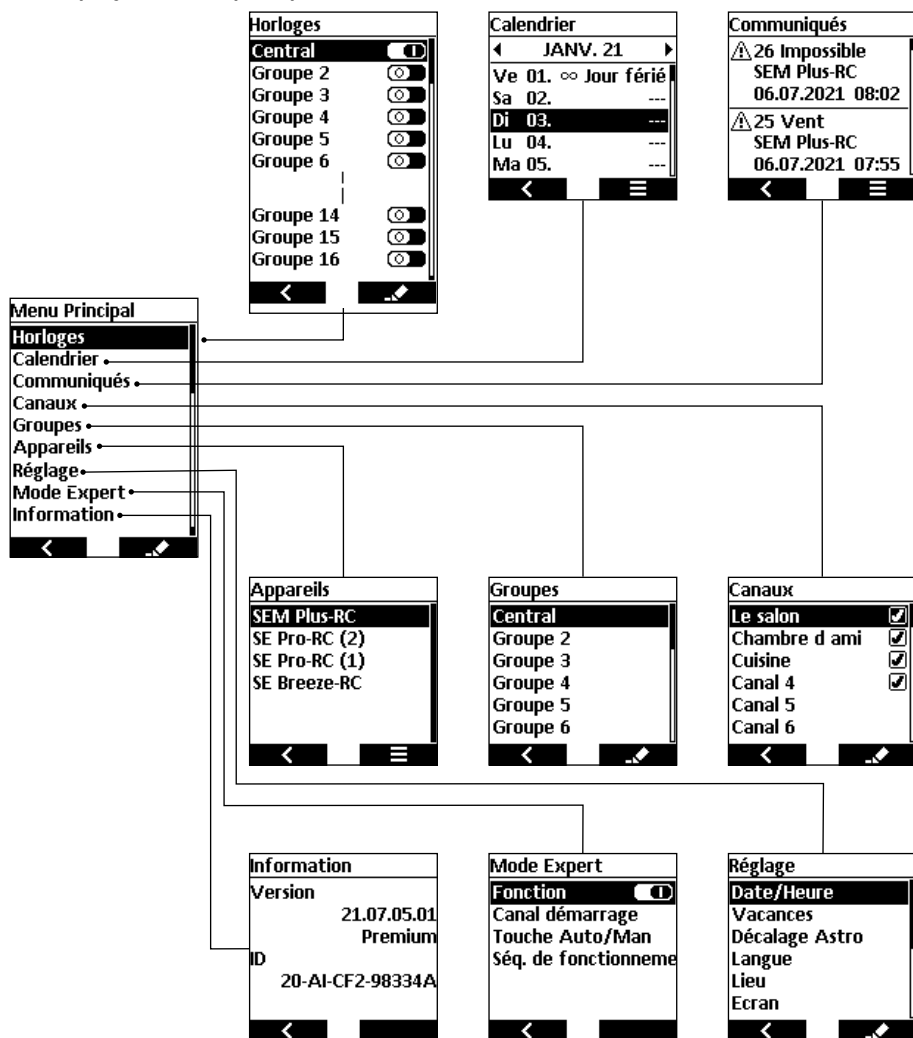 Horloges
Central
Groupe 2
Groupe 3
Groupe 4
Groupe 5
Groupe 6
Groupe 14
Groupe 15
Groupe 16
Calendrier
JANV. 21
Ve 01. ∞ Jour férié
Sa 02. ---
Di 03. ---
Lu 04. ---
Ma 05. ---
Communiqués
26 Impossible
SEM Plus-RC
06.07.2021 08:02
25 Vent
SEM Plus-RC
06.07.2021 07:55
Menu Principal
Horloges
Calendrier
Communiqués
Canaux
Groupes
Appareils
Réglage
Mode Expert
Information
Appareils
SEM Plus-RC
SE Pro-RC (2)
SE Pro-RC (1)
SE Breeze-RC
Groupes
Central
Groupe 2
Groupe 3
Groupe 4
Groupe 5
Groupe 6
Canaux
Le salon
Chambre d ami
Cuisine
Canal 4
Canal 5
Canal 6
Information
Version
21.07.05.01
Premium
ID
20-AI-CF2-98334A
Mode Expert
Fonction
Canal démarrage
Touche Auto/Man
Séq. de fonctionneme
Réglage
Date/Heure
Vacances
Décalage Astro
Langue
Lieu
Ecran